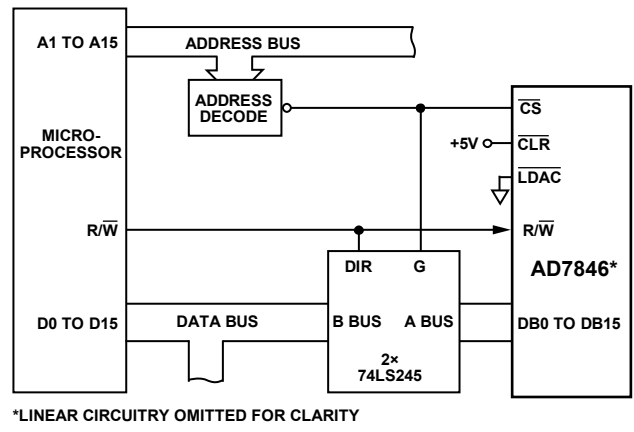 A1 TO A15
ADDRESS BUS
ADDRESS
DECODE
MICRO-
PROCESSOR
CS
+5V
CLR
LDAC
R/W
R/W
DIR
G
AD7846*
D0 TO D15
DATA BUS
B BUS
A BUS
DB0 TO DB15
2×
74LS245
*LINEAR CIRCUITRY OMITTED FOR CLARITY